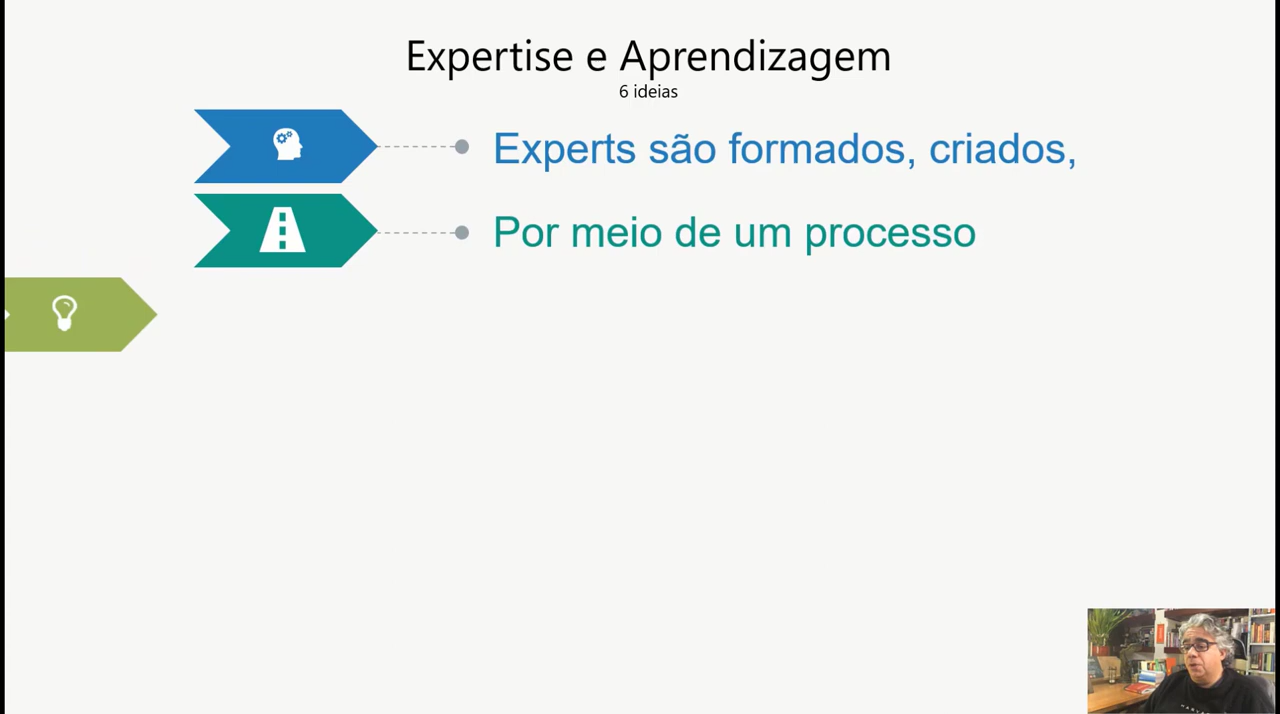 Expertise e Aprendizagem
6 ideias
Experts são formados, criados,
Por meio de um processo